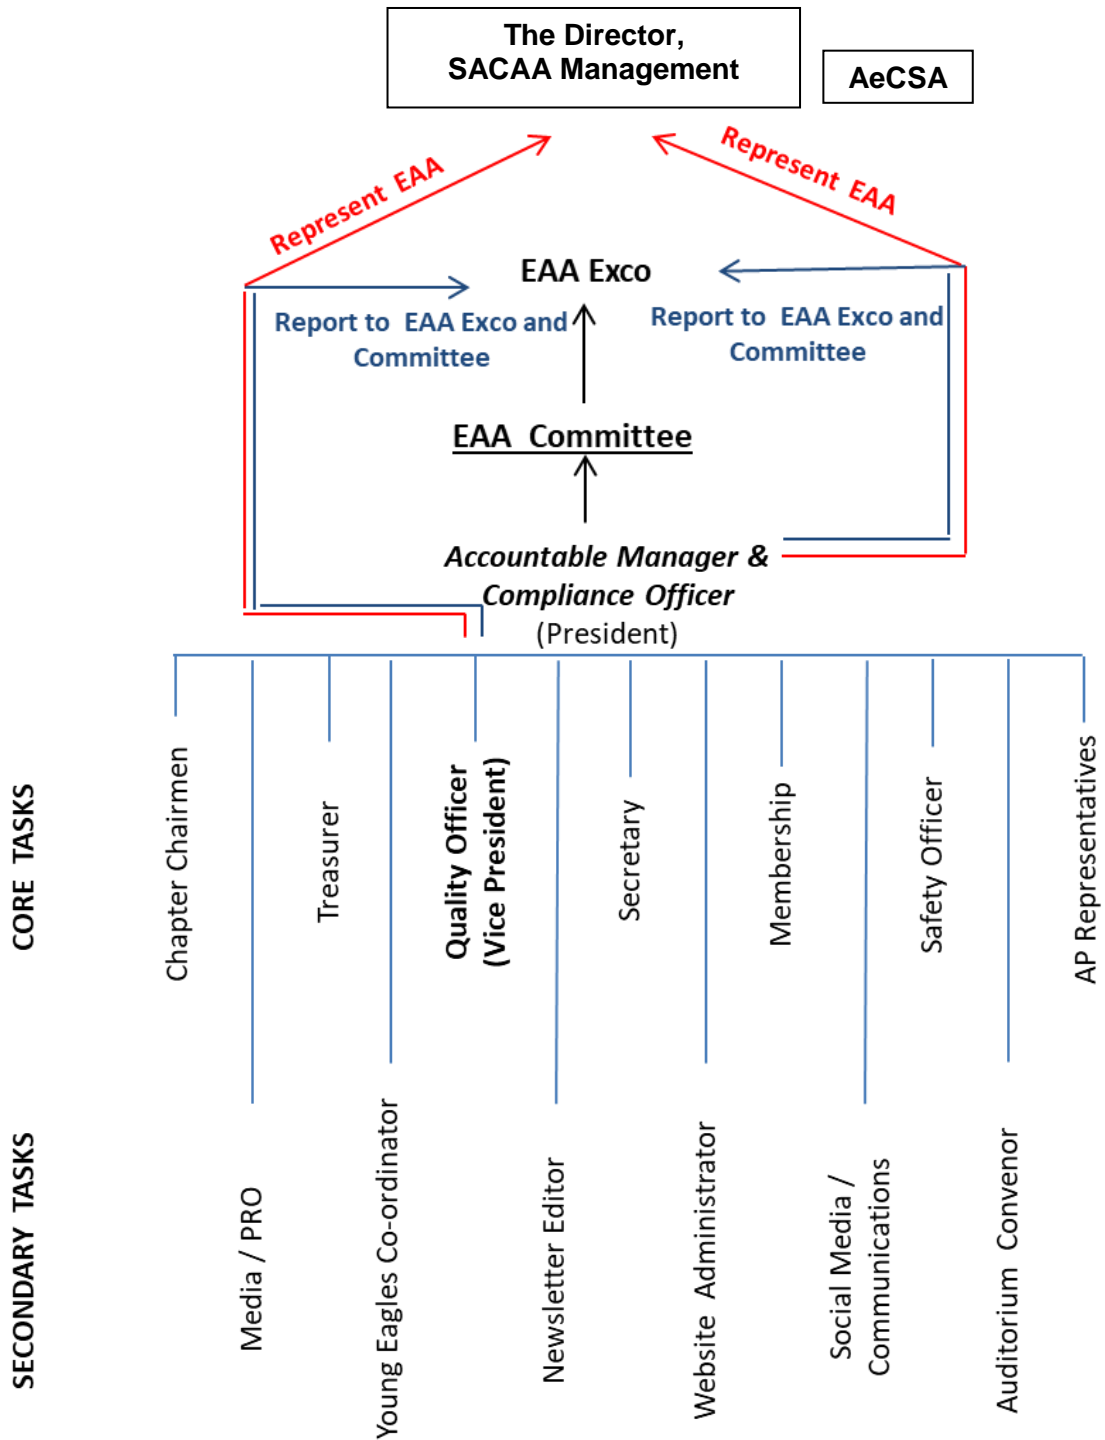 The Director,
SACAA Management
AeCSA
Represent EAA
Represent EAA
EAA Exco
Report to EAA Exco and
Committee
Report to EAA Exco and
Committee
EAA Committee
Accountable Manager &
Compliance Officer
(President)
CORE TASKS
Chapter Chairmen
Treasurer
Quality Officer
(Vice President)
Secretary
Membership
Safety Officer
AP Representatives
SECONDARY TASKS
Media / PRO
Young Eagles Co-ordinator
Newsletter Editor
Website Administrator
Social Media /
Communications
Auditorium Convenor